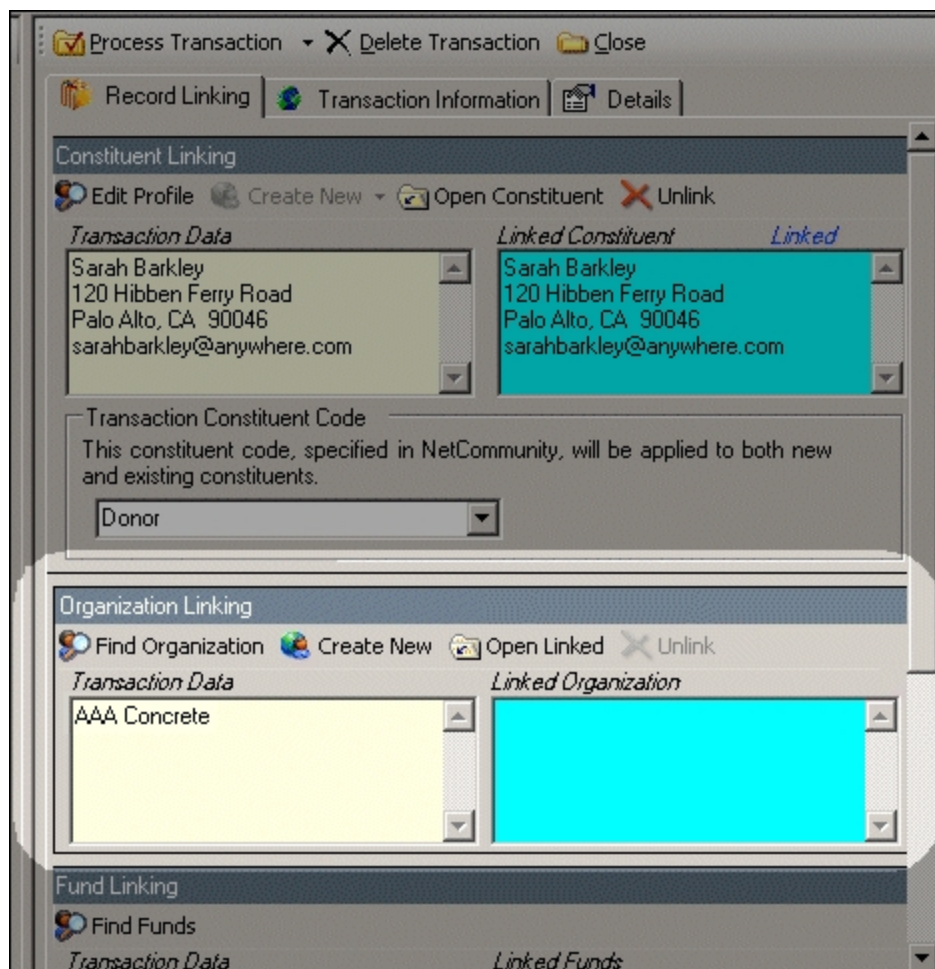 Process Transaction Delete Transaction Close
Record Linking Transaction Information Details
Constituent Linking
Edit Profile Create New Open Constituent Unlink
Transaction Data Linked Constituent Linked
Sarah Barkley Sarah Barkley
120 Hibben Ferry Road 120 Hibben Ferry Road
Palo Alto, CA 90046 Palo Alto, CA 90046
sarahbarkley@anywhere.com sarahbarkley@anywhere.com
Transaction Constituent Code
This constituent code, specified in NetCommunity, will be applied to both new
and existing constituents.
Donor
Organization Linking
Find Organization Create New Open Linked Unlink
Transaction Data Linked Organization
AAA Concrete
Fund Linking
Find Funds
Transaction Data Linked Funds